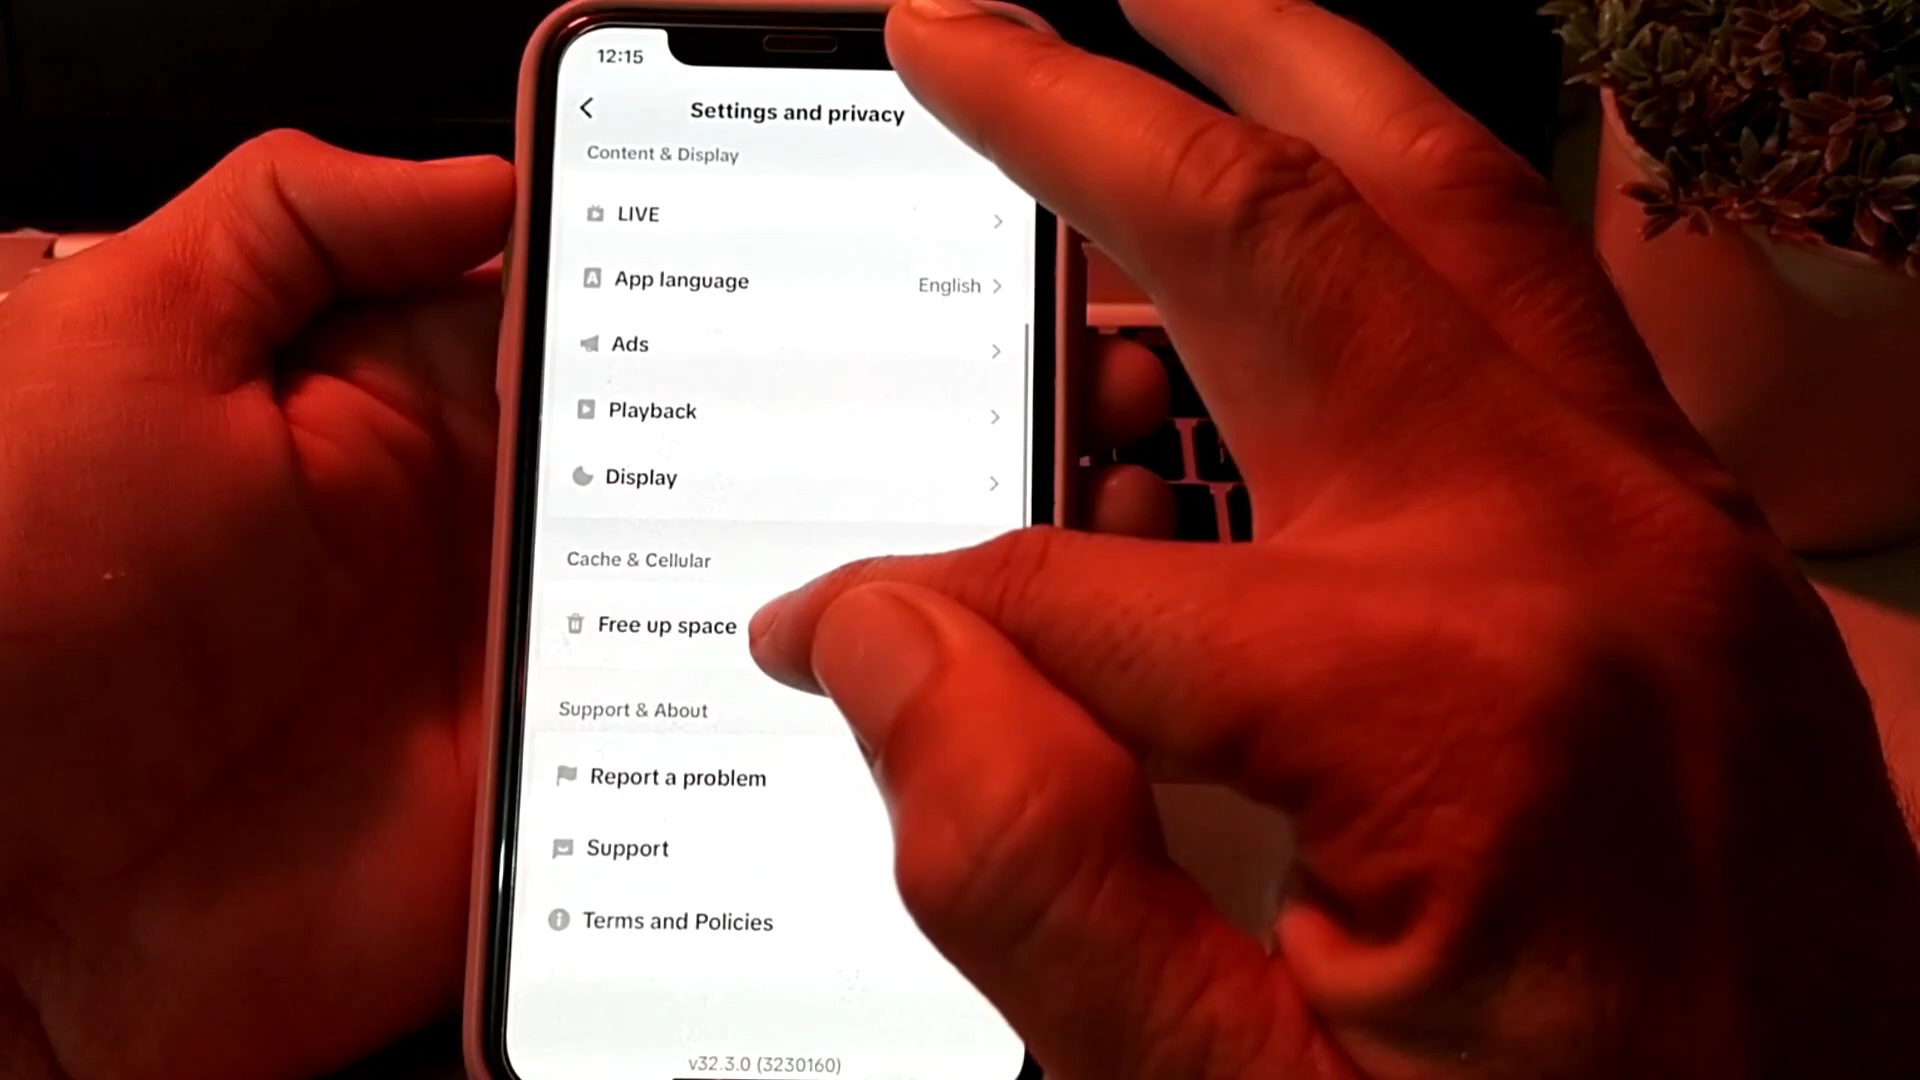 12:15
Settings and privacy
Content & Display
LIVE
App language English
Ads
Playback
Display
Cache & Cellular
Free up space
Support & About
Report a problem
Support
Terms and Policies
v32.3.0 (3230160)